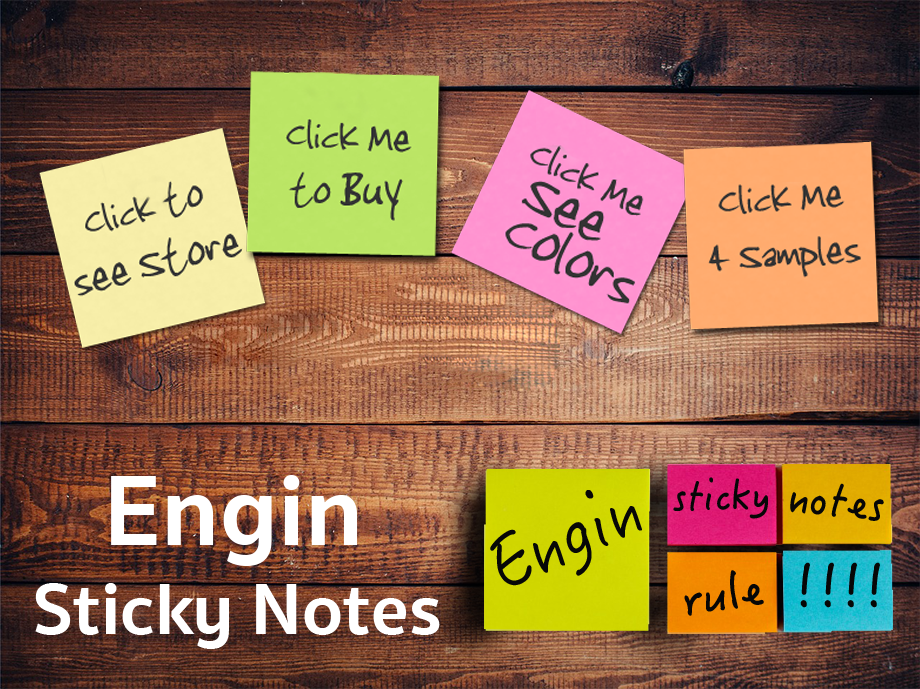 click to
see store
click Me
to Buy
click Me
See
colors
click Me
4 samples
Engin
Sticky Notes
Engin
sticky
notes
rule
!!!!